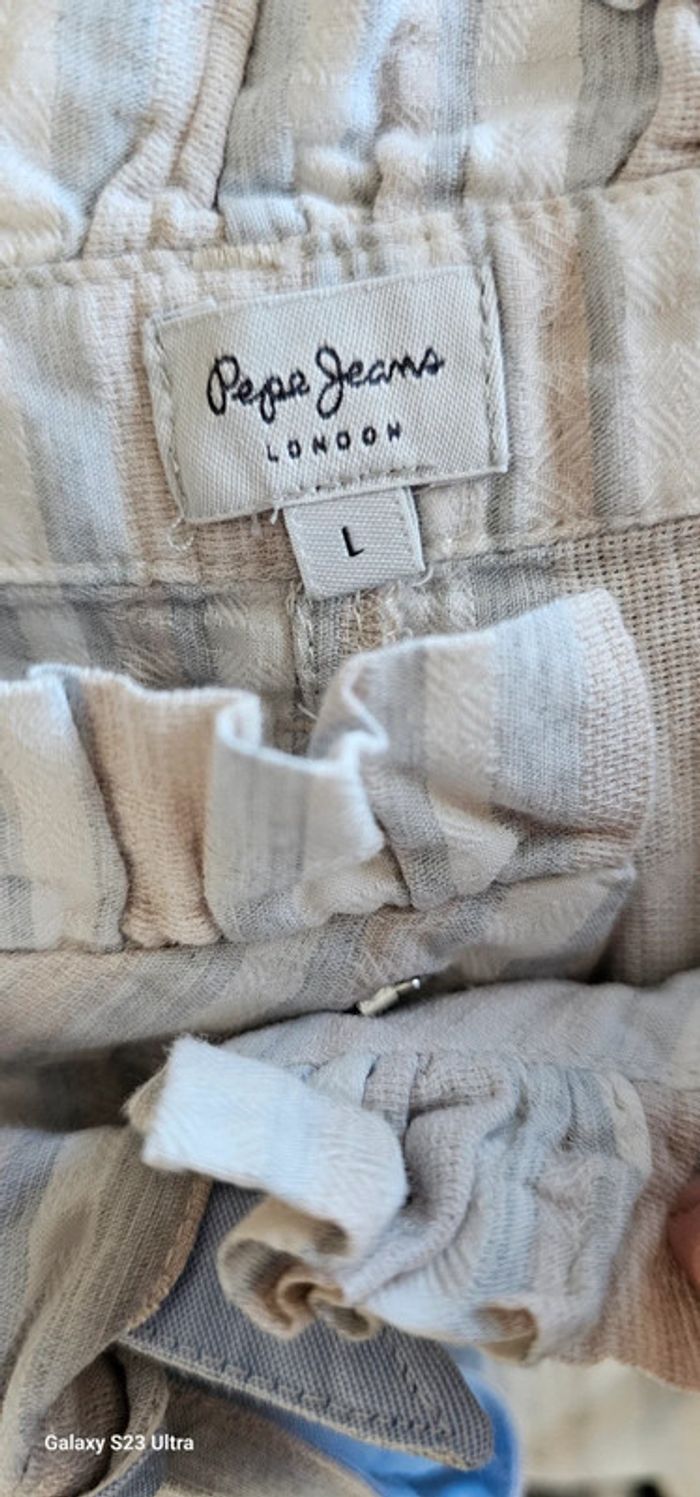 Pepe Jeans
LONDON
L
Galaxy S23 Ultra